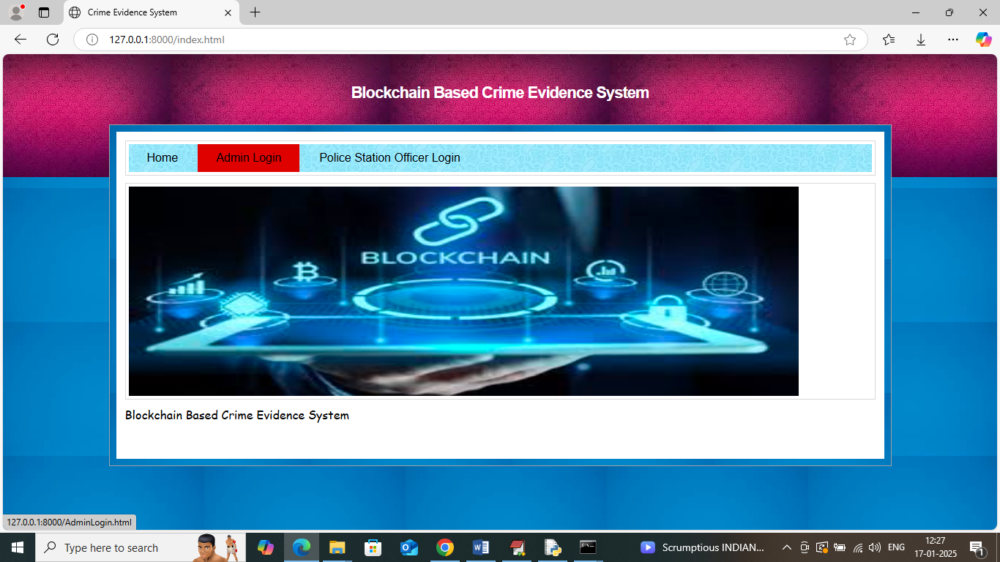 Crime Evidence System
127.0.0.1:8000/index.html
Blockchain Based Crime Evidence System
Home
Admin Login
Police Station Officer Login
BLOCKCHAIN
Blockchain Based Crime Evidence System
127.0.0.1:8000/AdminLogin.html
Type here to search
Scrumptious INDIAN...
ENG
12:27
17-01-2025
1